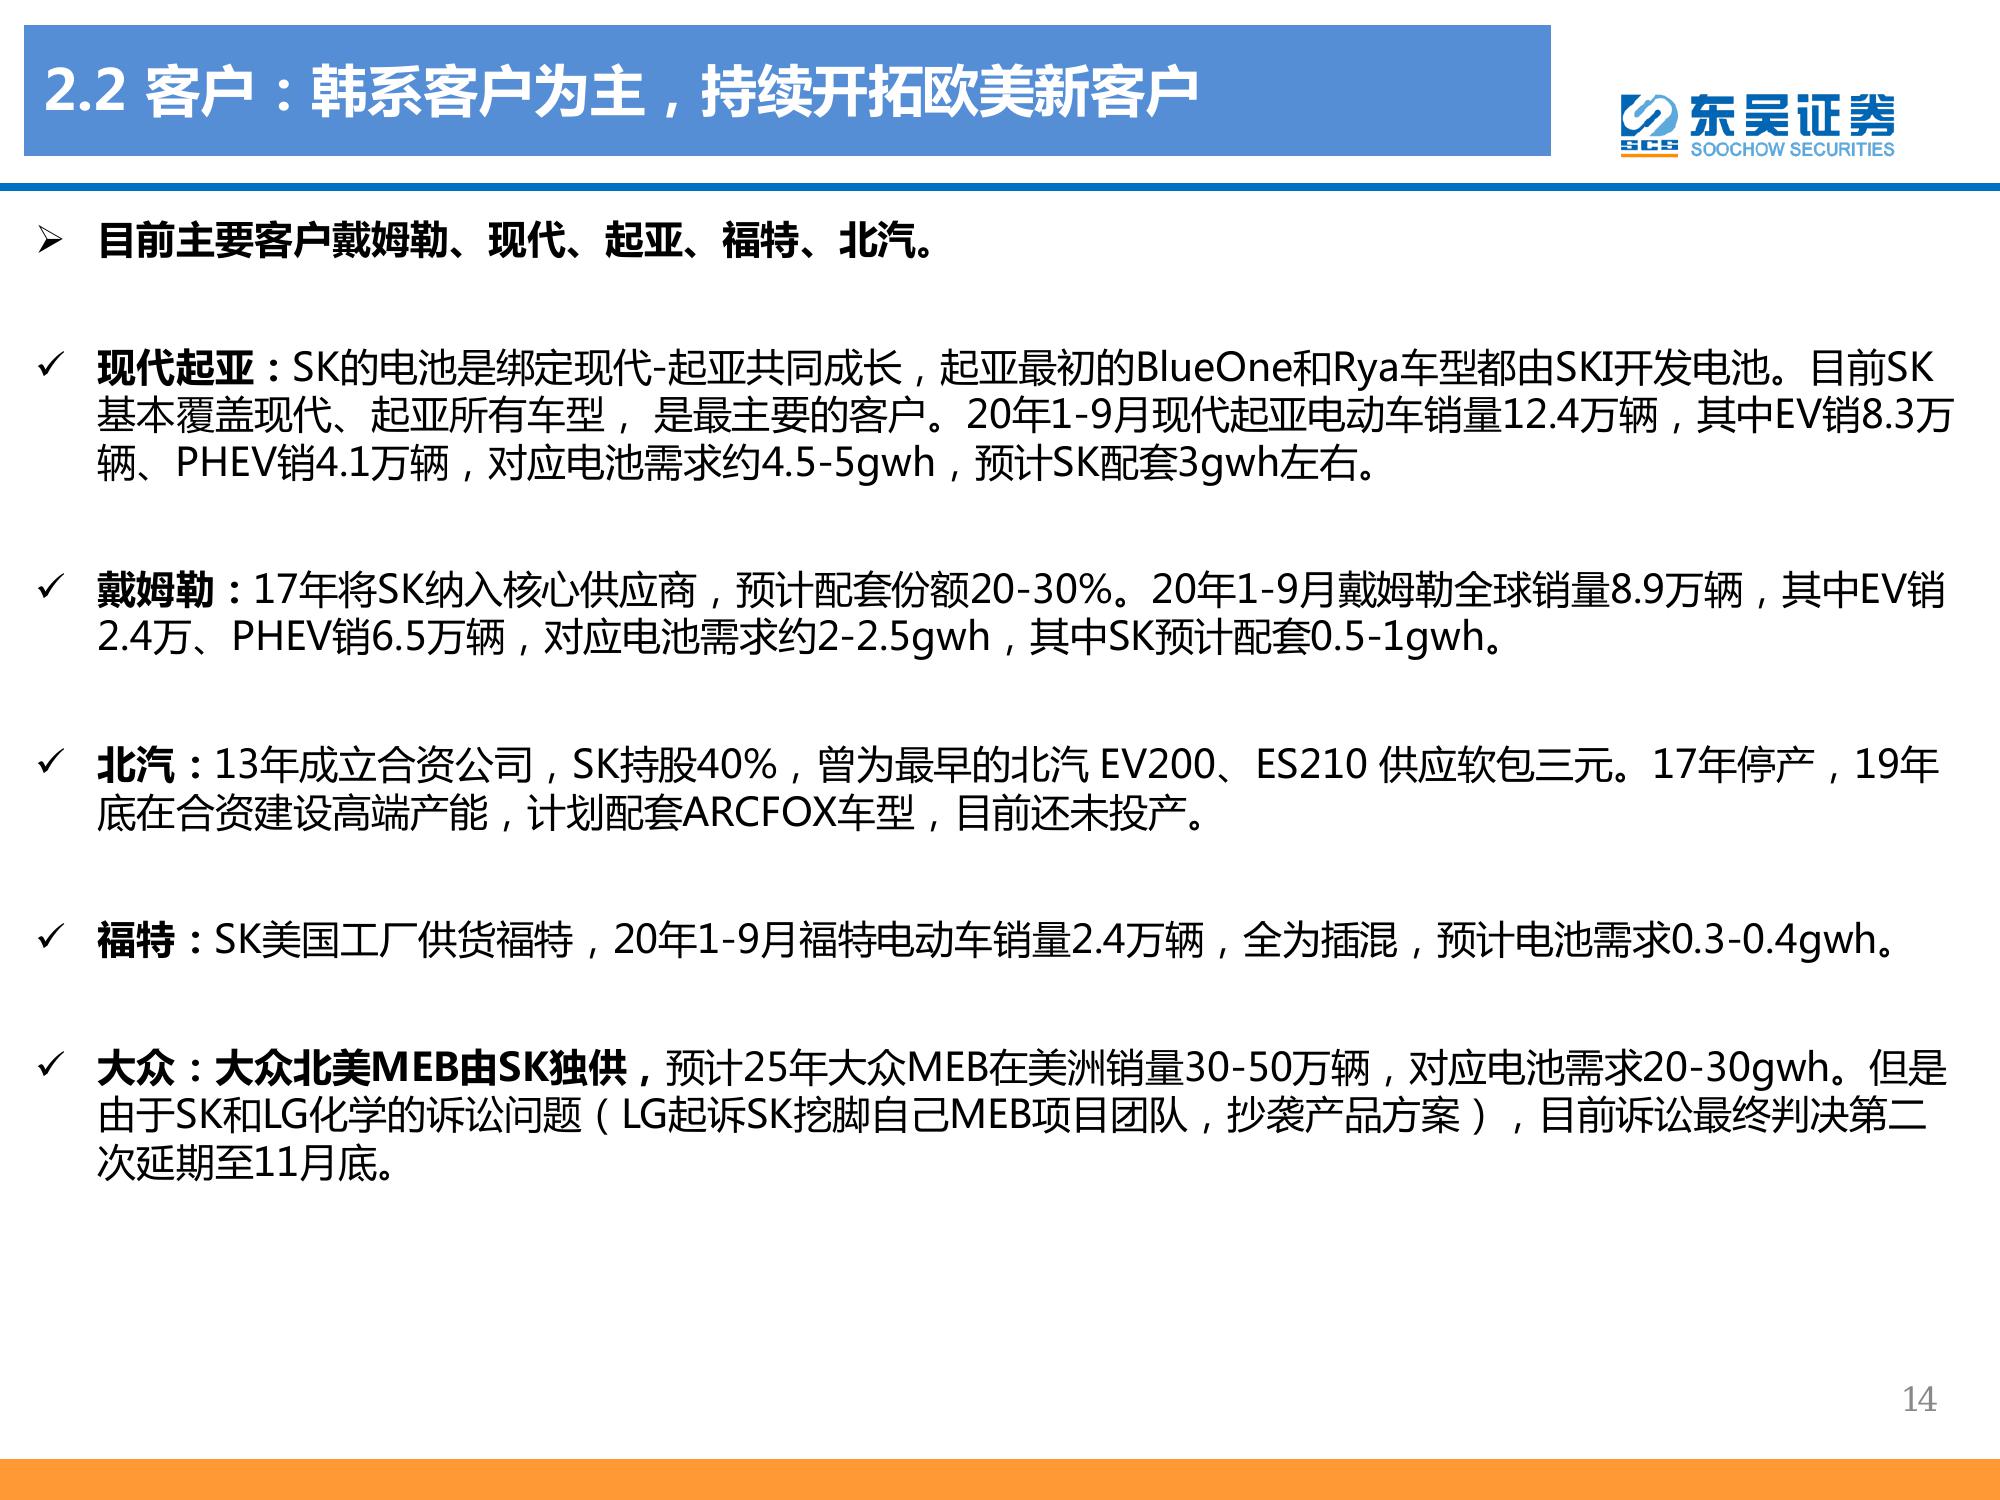 2.2 客户：韩系客户为主，持续开拓欧美新客户
东吴证券
SCS
SOOCHOW SECURITIES
目前主要客户戴姆勒、现代、起亚、福特、北汽。
现代起亚：SK的电池是绑定现代-起亚共同成长，起亚最初的BlueOne和Rya车型都由SKI开发电池。目前SK
基本覆盖现代、起亚所有车型， 是最主要的客户。20年1-9月现代起亚电动车销量12.4万辆，其中EV销8.3万
辆、PHEV销4.1万辆，对应电池需求约4.5-5gwh，预计SK配套3gwh左右。
戴姆勒：17年将SK纳入核心供应商，预计配套份额20-30%。20年1-9月戴姆勒全球销量8.9万辆，其中EV销
2.4万、PHEV销6.5万辆，对应电池需求约2-2.5gwh，其中SK预计配套0.5-1gwh。
北汽：13年成立合资公司，SK持股40%，曾为最早的北汽 EV200、ES210 供应软包三元。17年停产，19年
底在合资建设高端产能，计划配套ARCFOX车型，目前还未投产。
福特：SK美国工厂供货福特，20年1-9月福特电动车销量2.4万辆，全为插混，预计电池需求0.3-0.4gwh。
大众：大众北美MEB由SK独供，预计25年大众MEB在美洲销量30-50万辆，对应电池需求20-30gwh。但是
由于SK和LG化学的诉讼问题（LG起诉SK挖脚自己MEB项目团队，抄袭产品方案），目前诉讼最终判决第二
次延期至11月底。
14